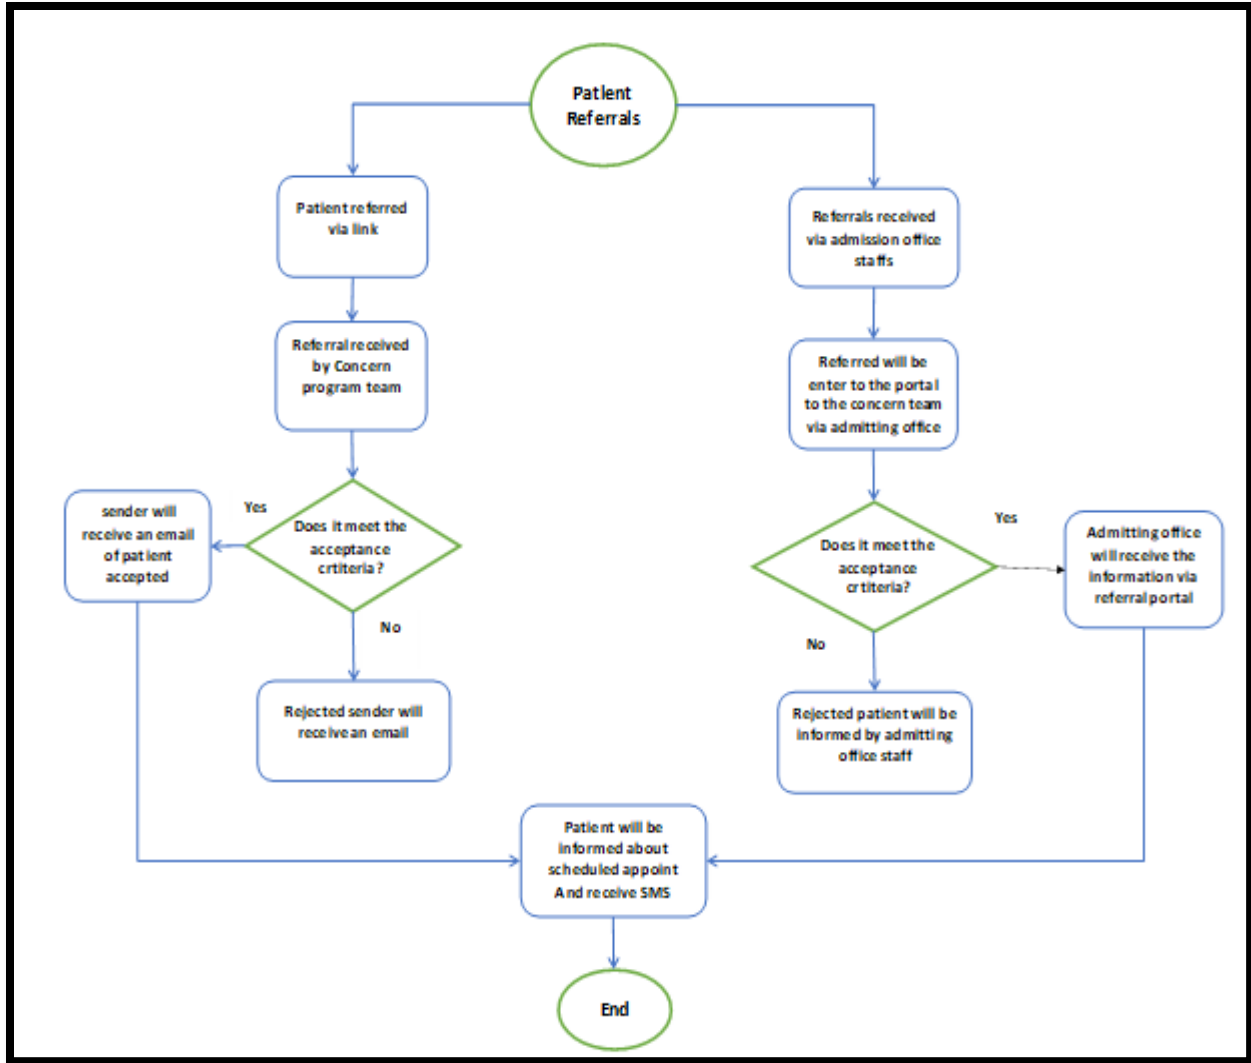 Patient
Referrals
Patient referred
via link
Referral received
by Concern
program team
Does it meet the
acceptance
crtiteria?
Yes
sender will
receive an email
of patient
accepted
No
Rejected sender will
receive an email
Referrals received
via admission office
staffs
Referred will be
enter to the portal
to the concern team
via admitting office
Does it meet the
acceptance
crtiteria?
Yes
Admitting office
will receive the
information via
referral portal
No
Rejected patient will be
informed by admitting
office staff
Patient will be
informed about
scheduled appoint
And receive SMS
End